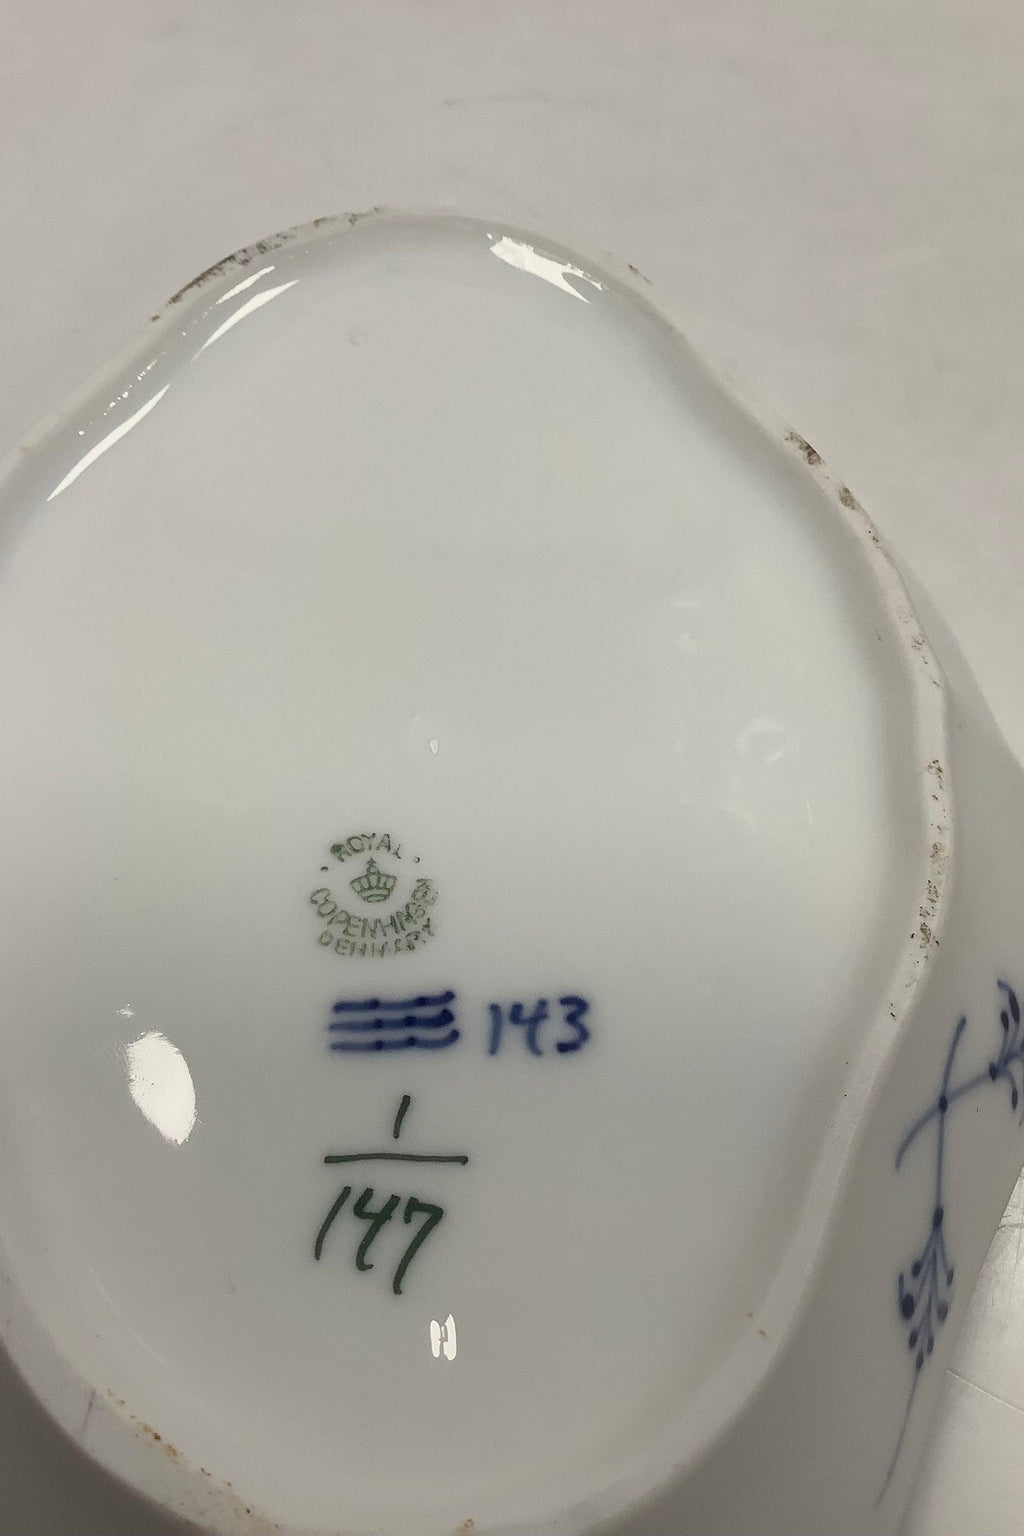 ROYAL
COPENHAGEN
DENMARK
143
1
147